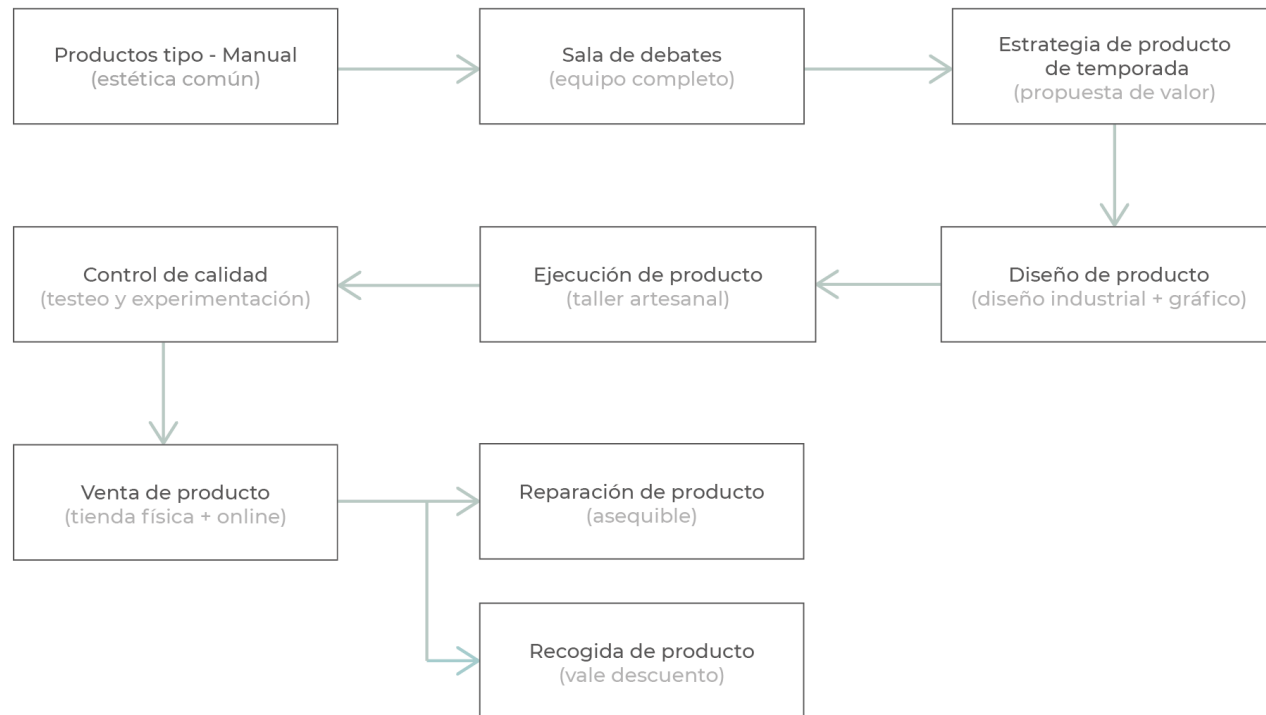 Productos tipo - Manual
(estética común)
Sala de debates
(equipo completo)
Estrategia de producto
de temporada
(propuesta de valor)
Control de calidad
(testeo y experimentación)
Ejecución de producto
(taller artesanal)
Diseño de producto
(diseño industrial + gráfico)
Venta de producto
(tienda física + online)
Reparación de producto
(asequible)
Recogida de producto
(vale descuento)